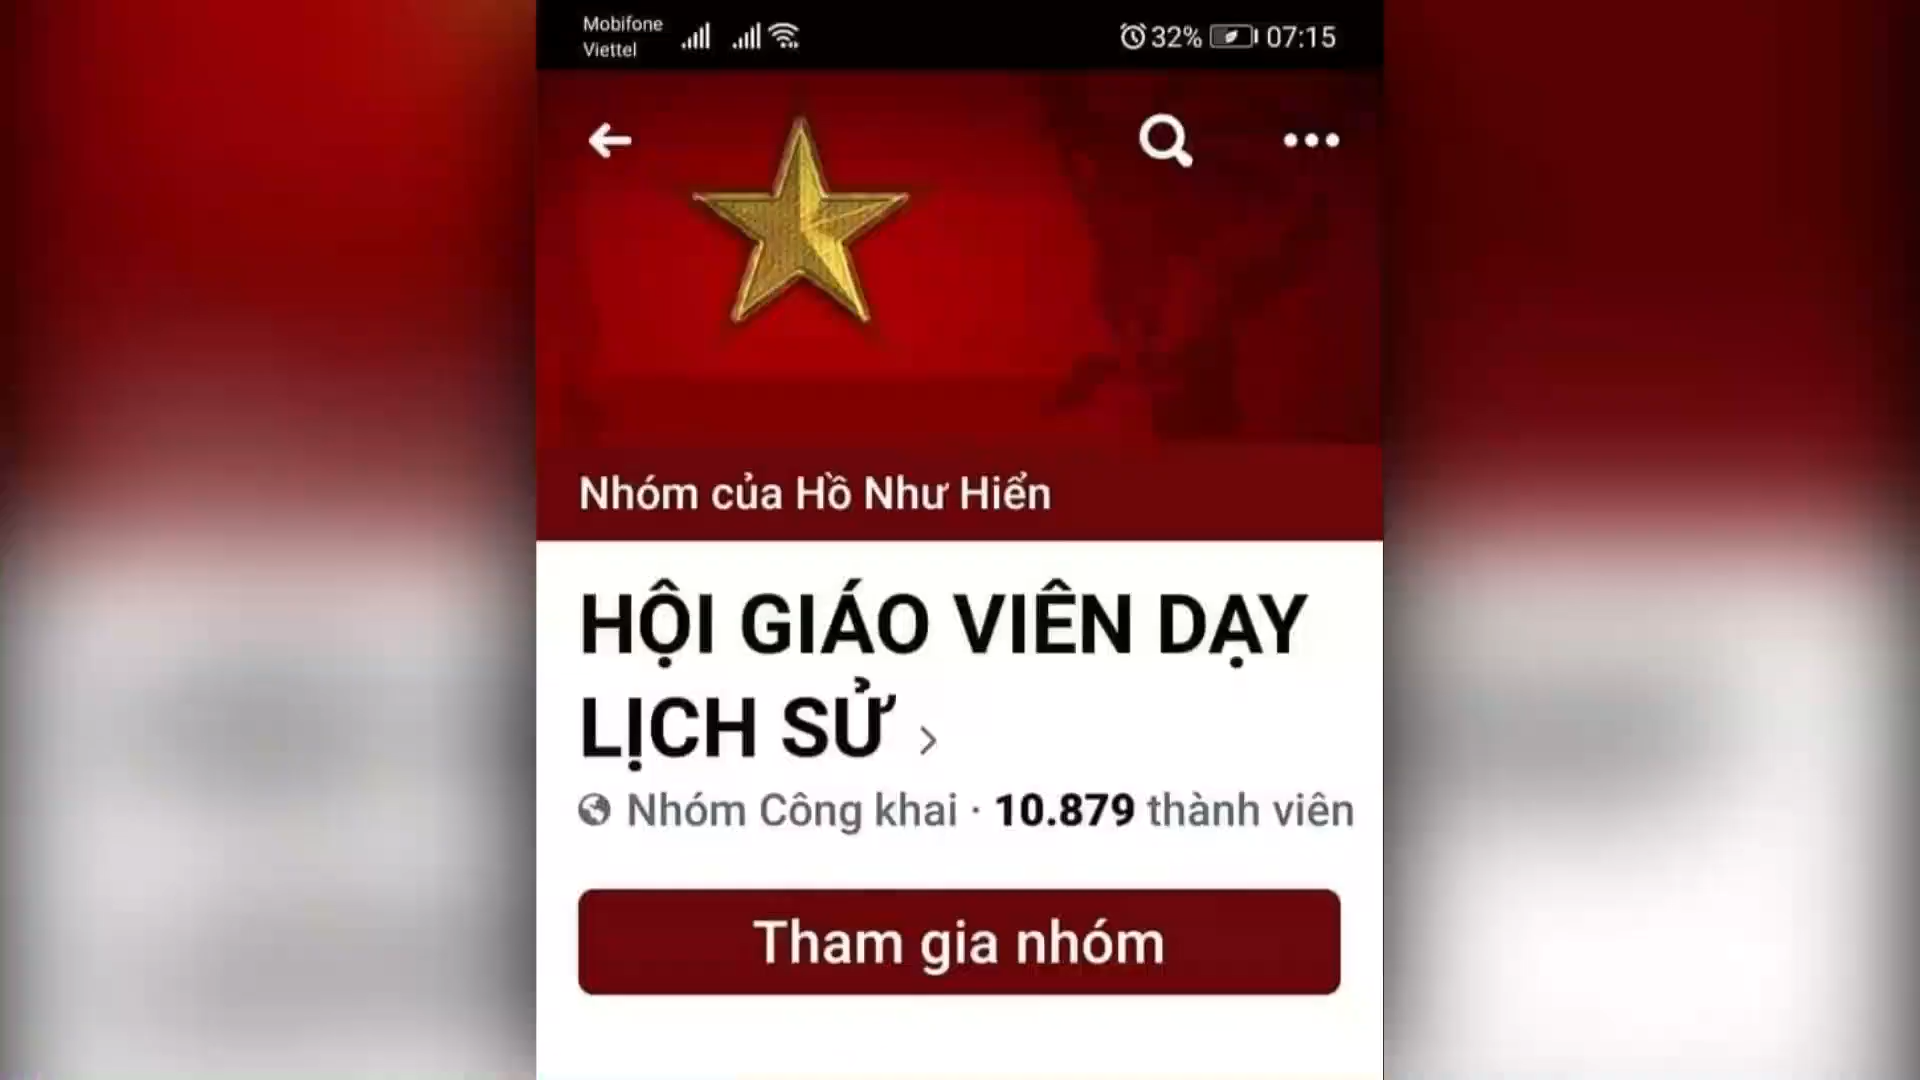 Mobifone
Viettel
32% 07:15
Nhóm của Hồ Như Hiển
HỘI GIÁO VIÊN DẠY
LỊCH SỬ
Nhóm Công khai · 10.879 thành viên
Tham gia nhóm